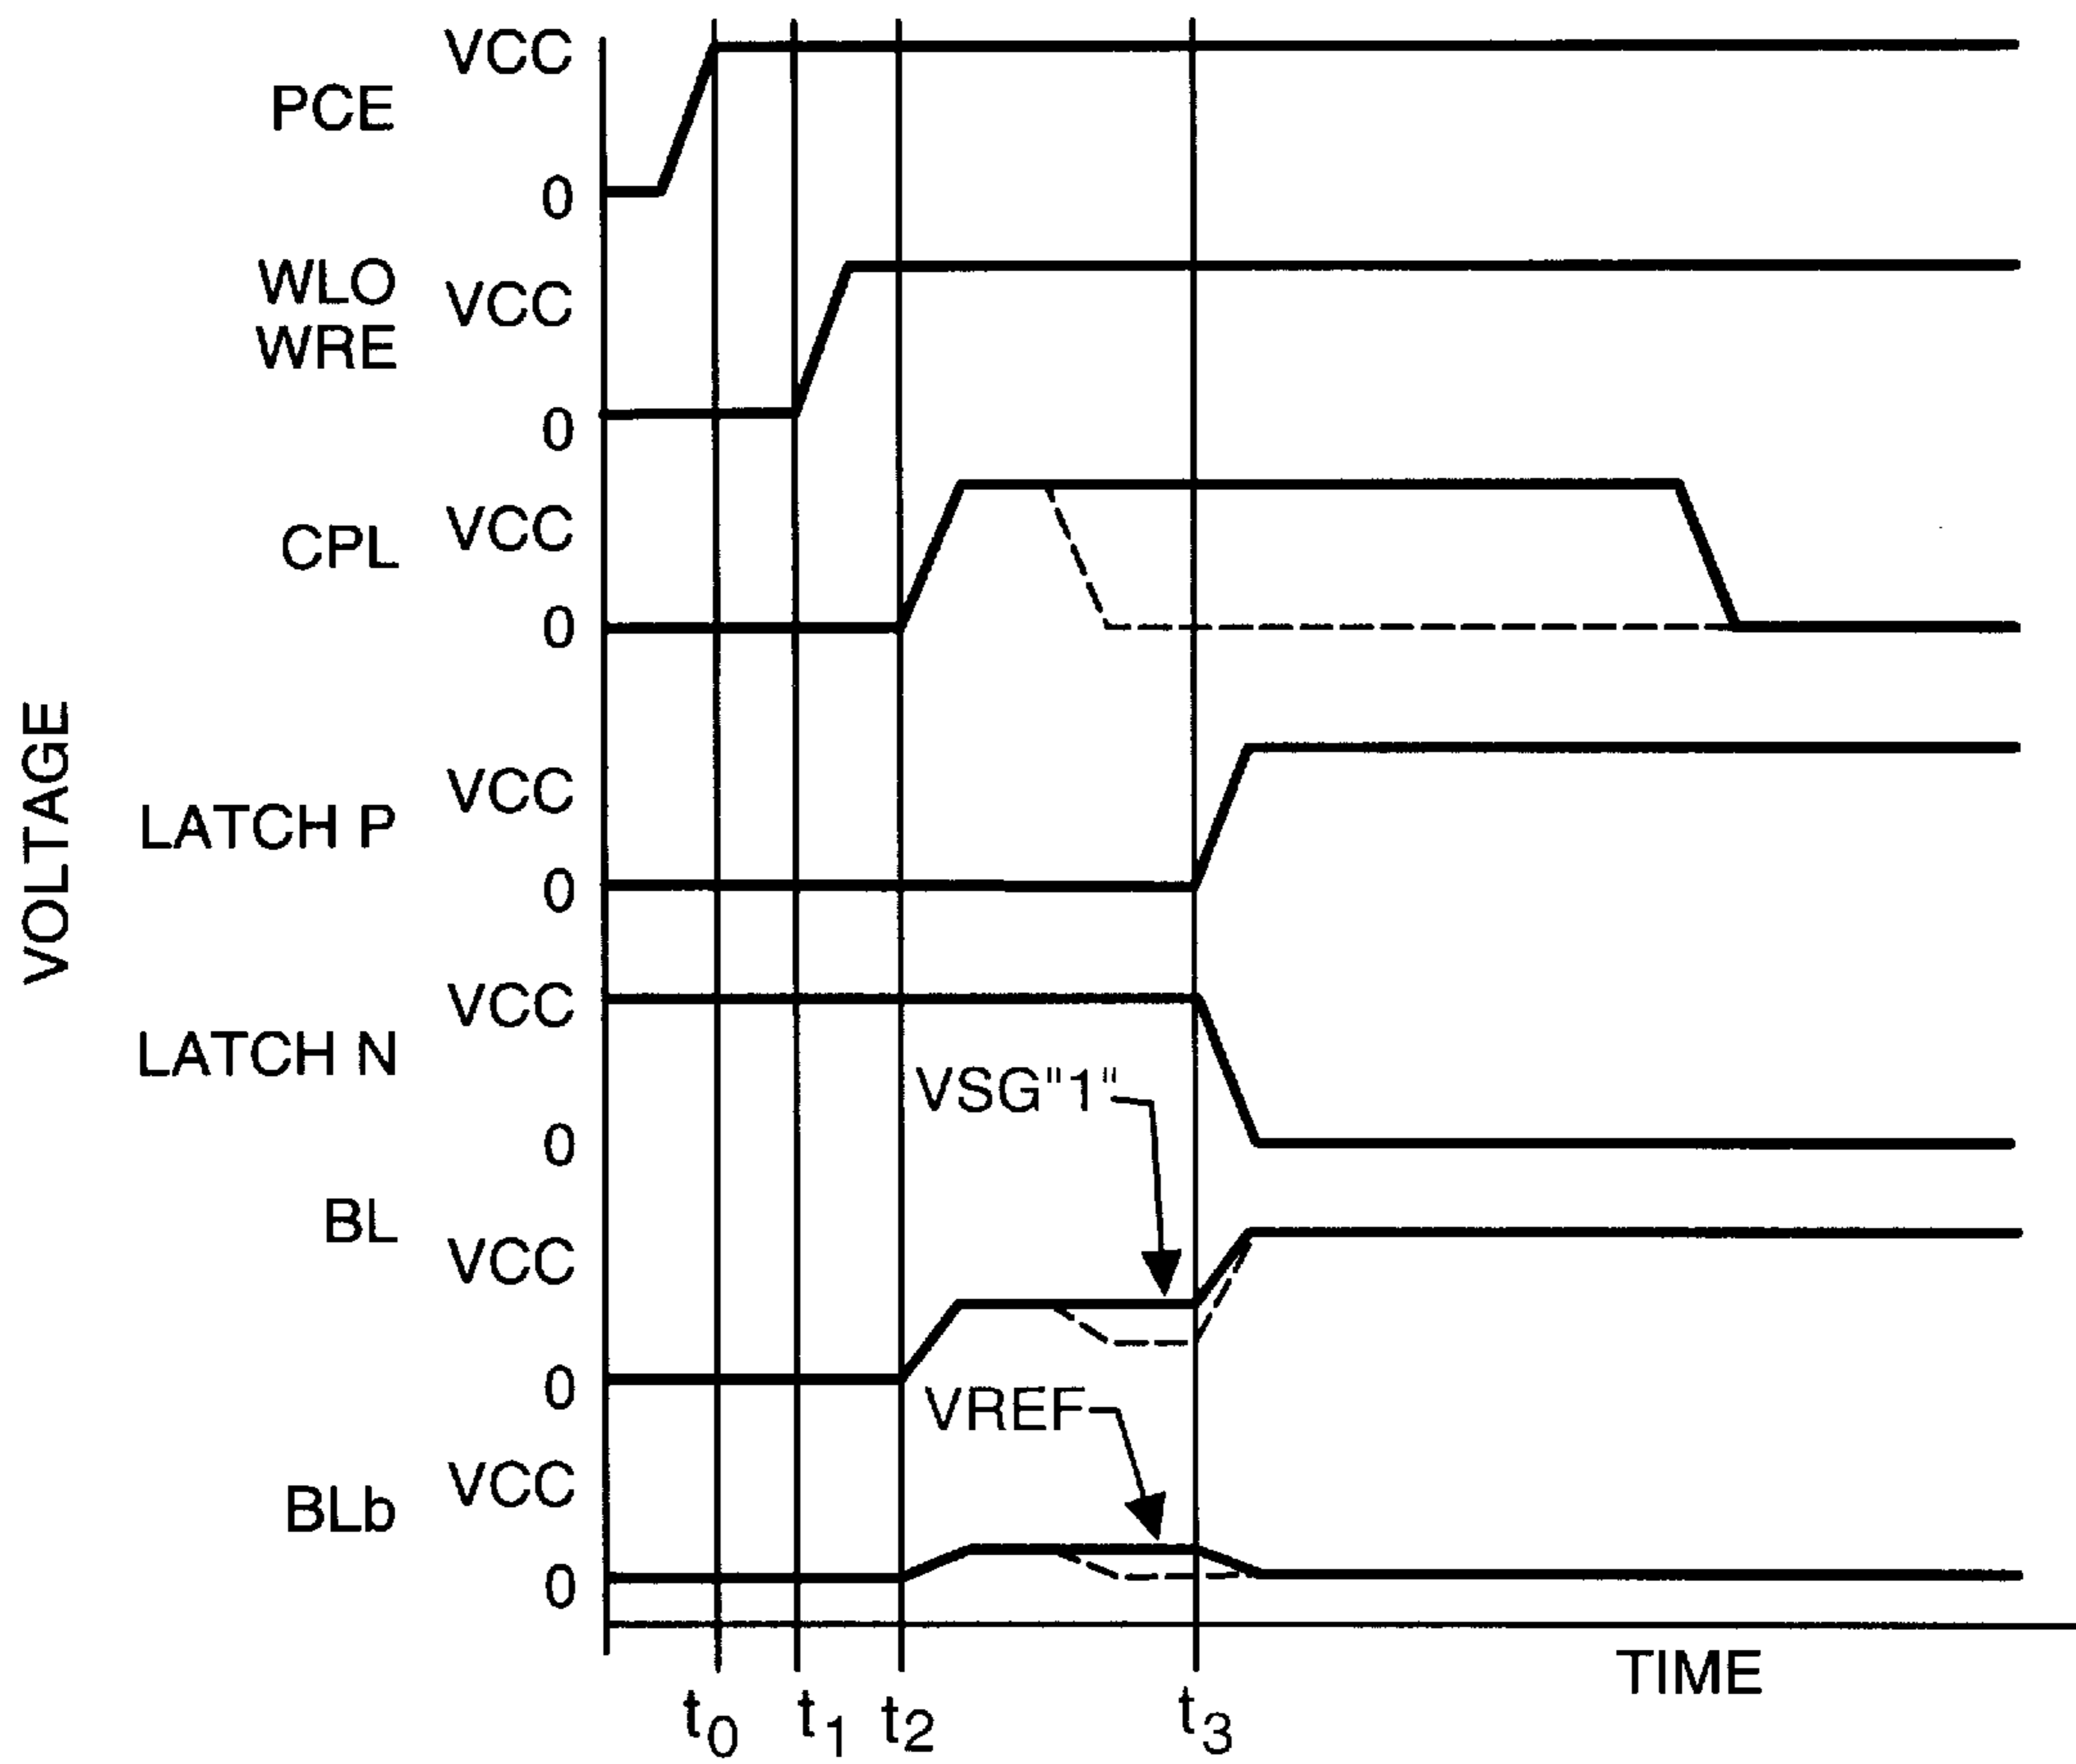 VCC
PCE
0
WLO
VCC
WRE
0
VCC
CPL
0
VOLTAGE
VCC
LATCH P
0
VCC
LATCH N
VSG"1"
0
BL
VCC
0
VREF
VCC
BLb
0
TIME
t0 t1 t2 t3